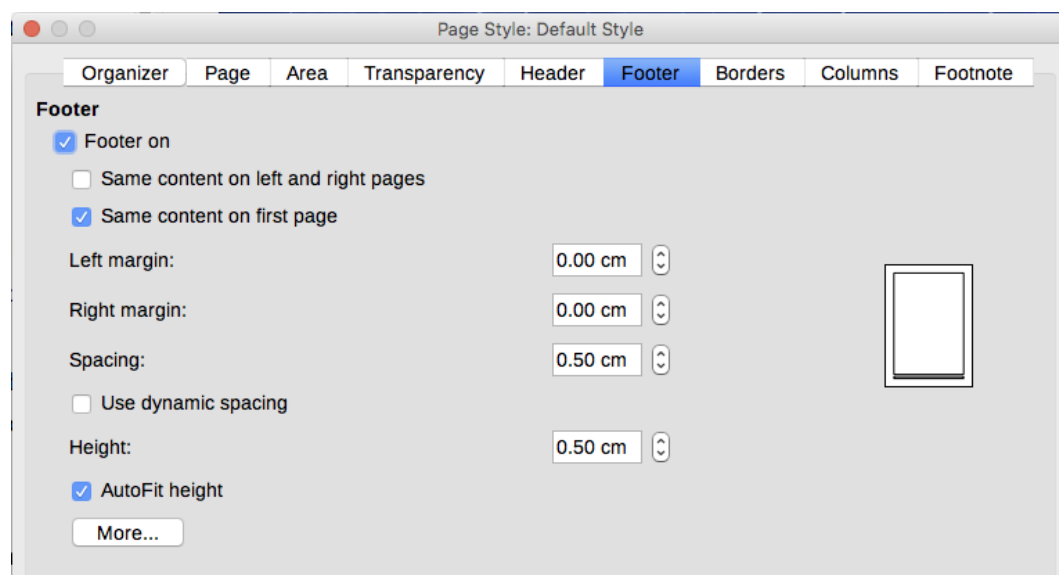 Page Style: Default Style
Organizer Page Area Transparency Header Footer Borders Columns Footnote
Footer
Footer on
Same content on left and right pages
Same content on first page
Left margin: 0.00 cm
Right margin: 0.00 cm
Spacing: 0.50 cm
Use dynamic spacing
Height: 0.50 cm
AutoFit height
More...